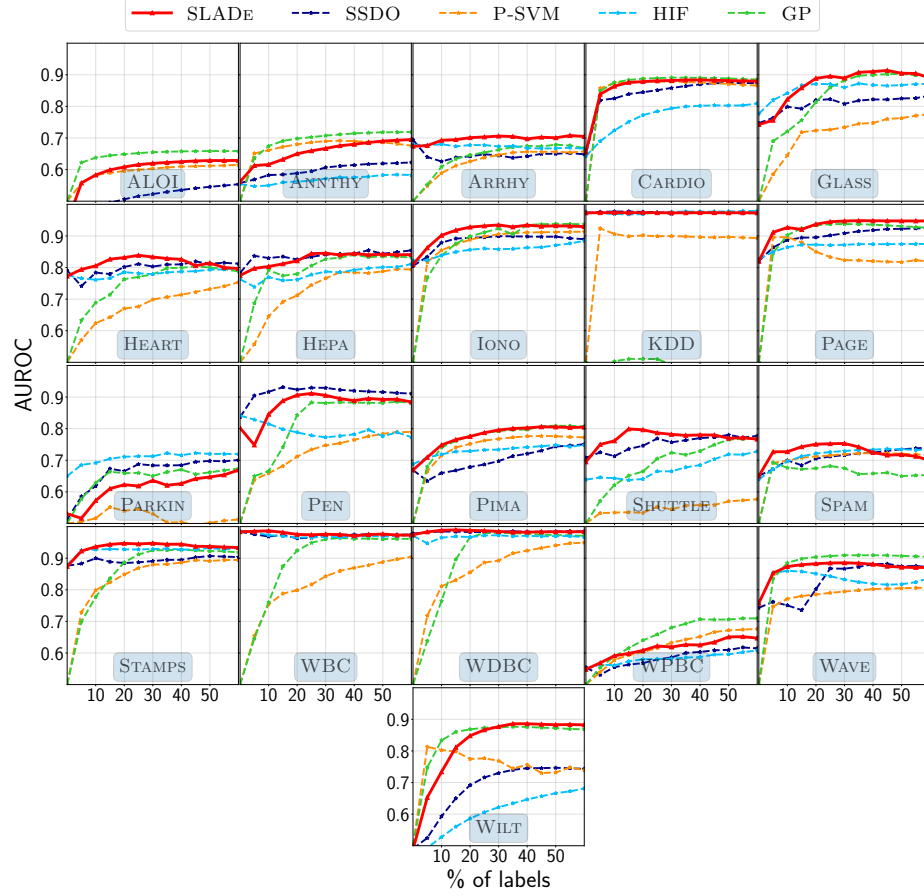 SLADe SSDO P-SVM HIF GP
0.9
0.8
0.7
0.6
ALOI ANNTHY ARRHY CARDIO GLASS
0.9
0.8
0.7
0.6
HEART HEPA IONO KDD PAGE
AUROC
0.9
0.8
0.7
0.6
PARKIN PEN PIMA SHUTTLE SPAM
0.9
0.8
0.7
0.6
STAMPS WBC WDBC WPBC WAVE
10 20 30 40 50 10 20 30 40 50 10 20 30 40 50
0.9
0.8
0.7
0.6
WILT
10 20 30 40 50
% of labels